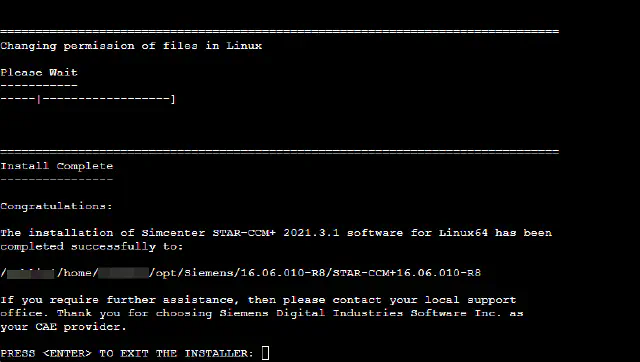 ===============================================================================
Changing permission of files in Linux

Please Wait
-----------
-----|------------------]

===============================================================================
Install Complete
----------------

Congratulations:

The installation of Simcenter STAR-CCM+ 2021.3.1 software for Linux64 has been
completed successfully to:

/ /home/ /opt/Siemens/16.06.010-R8/STAR-CCM+16.06.010-R8

If you require further assistance, then please contact your local support
office. Thank you for choosing Siemens Digital Industries Software Inc. as
your CAE provider.

PRESS <ENTER> TO EXIT THE INSTALLER: